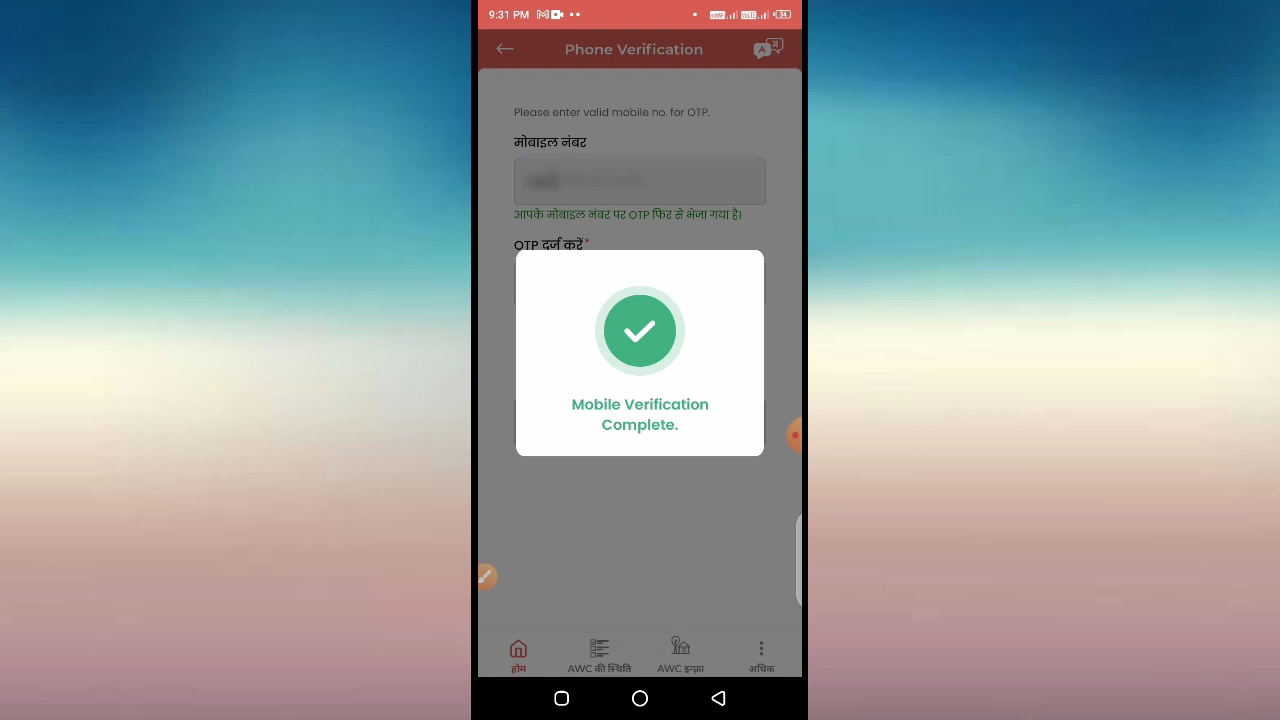 9:31 PM
34
Phone Verification
Please enter valid mobile no. for OTP.
मोबाइल नंबर
आपके मोबाइल नंबर पर OTP फिर से भेजा गया है।
OTP दर्ज करें*
Mobile Verification
Complete.
होम AWC की स्थिति AWC इन्फ्रा अधिक